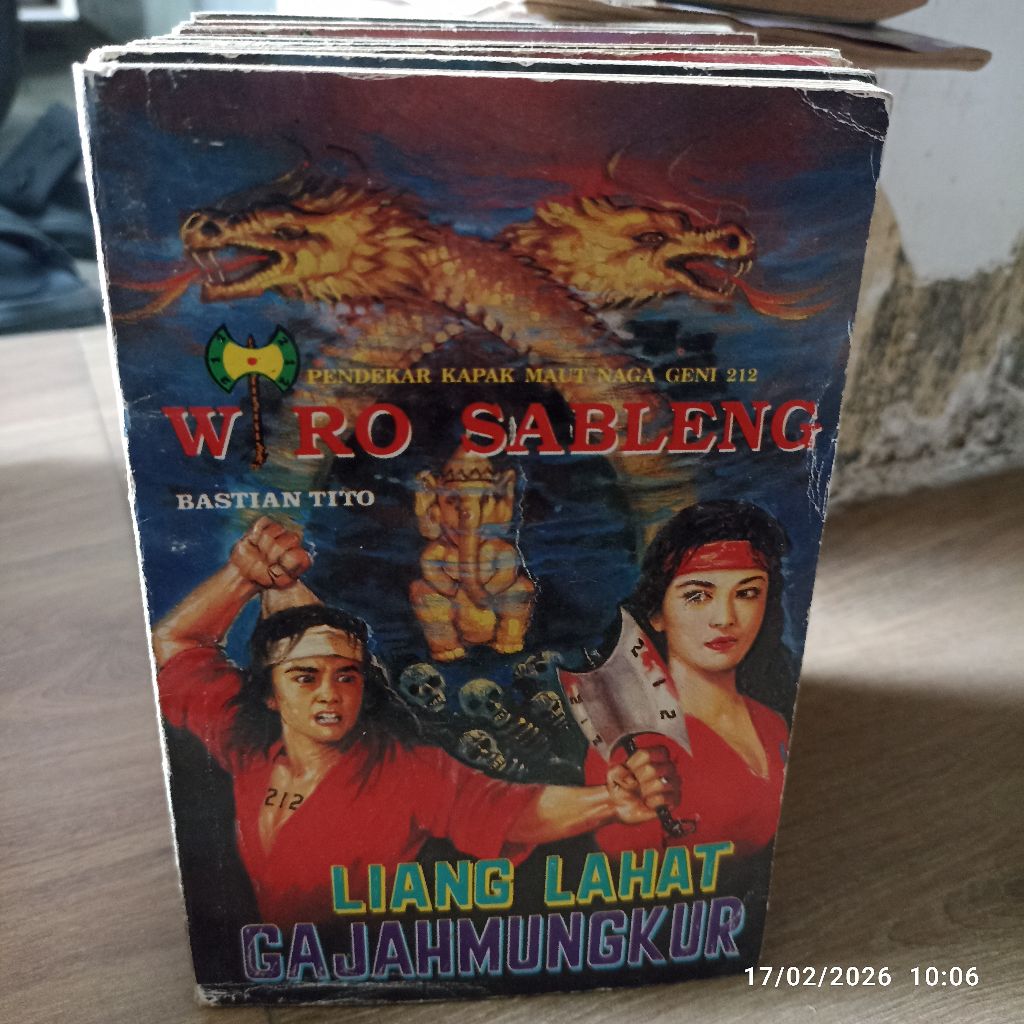 PENDEKAR KAPAK MAUT NAGA GENI 212
WIRO SABLENG
BASTIAN TITO
212
212
212
LIANG LAHAT
GAJAHMUNGKUR
17/02/2026 10:06